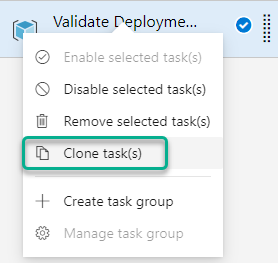 Validate Deployme...
Enable selected task(s)
Disable selected task(s)
Remove selected task(s)
Clone task(s)
Create task group
Manage task group